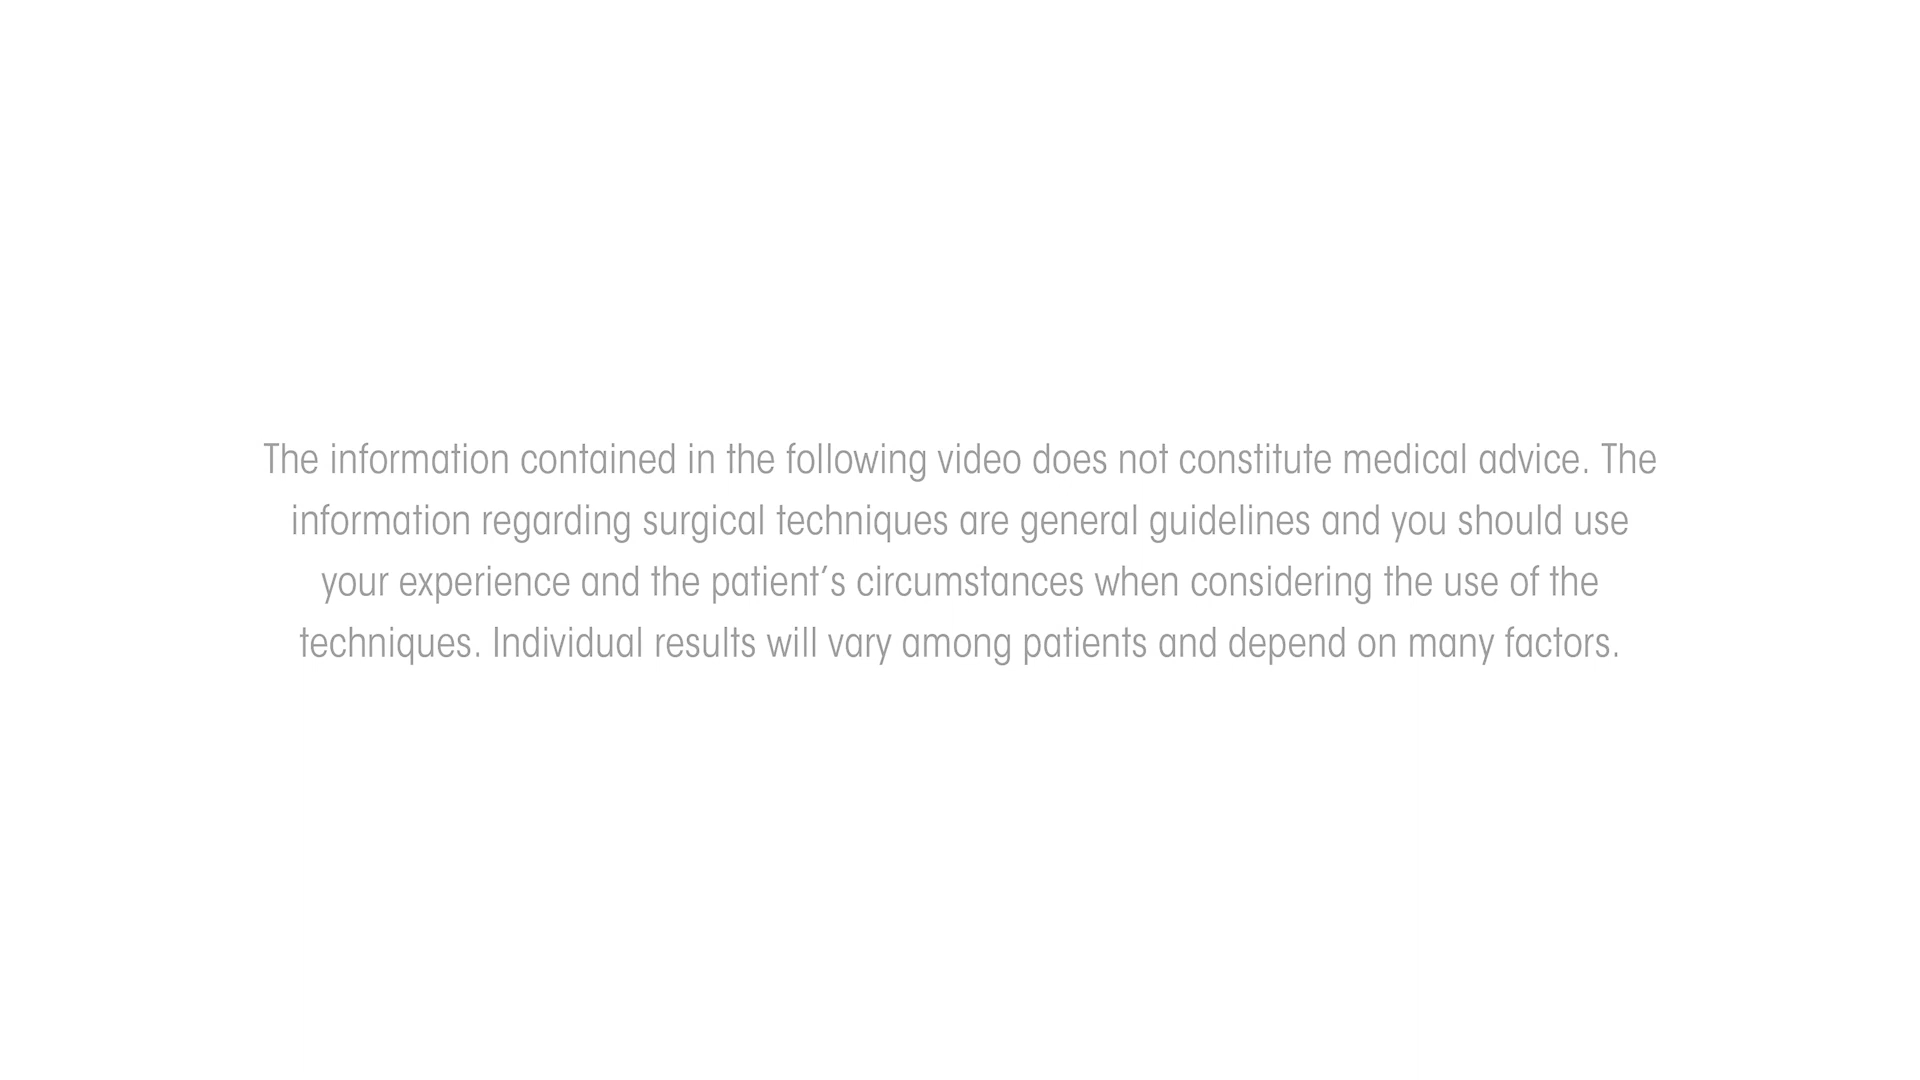 The information contained in the following video does not constitute medical advice. The
information regarding surgical techniques are general guidelines and you should use
your experience and the patient’s circumstances when considering the use of the
techniques. Individual results will vary among patients and depend on many factors.